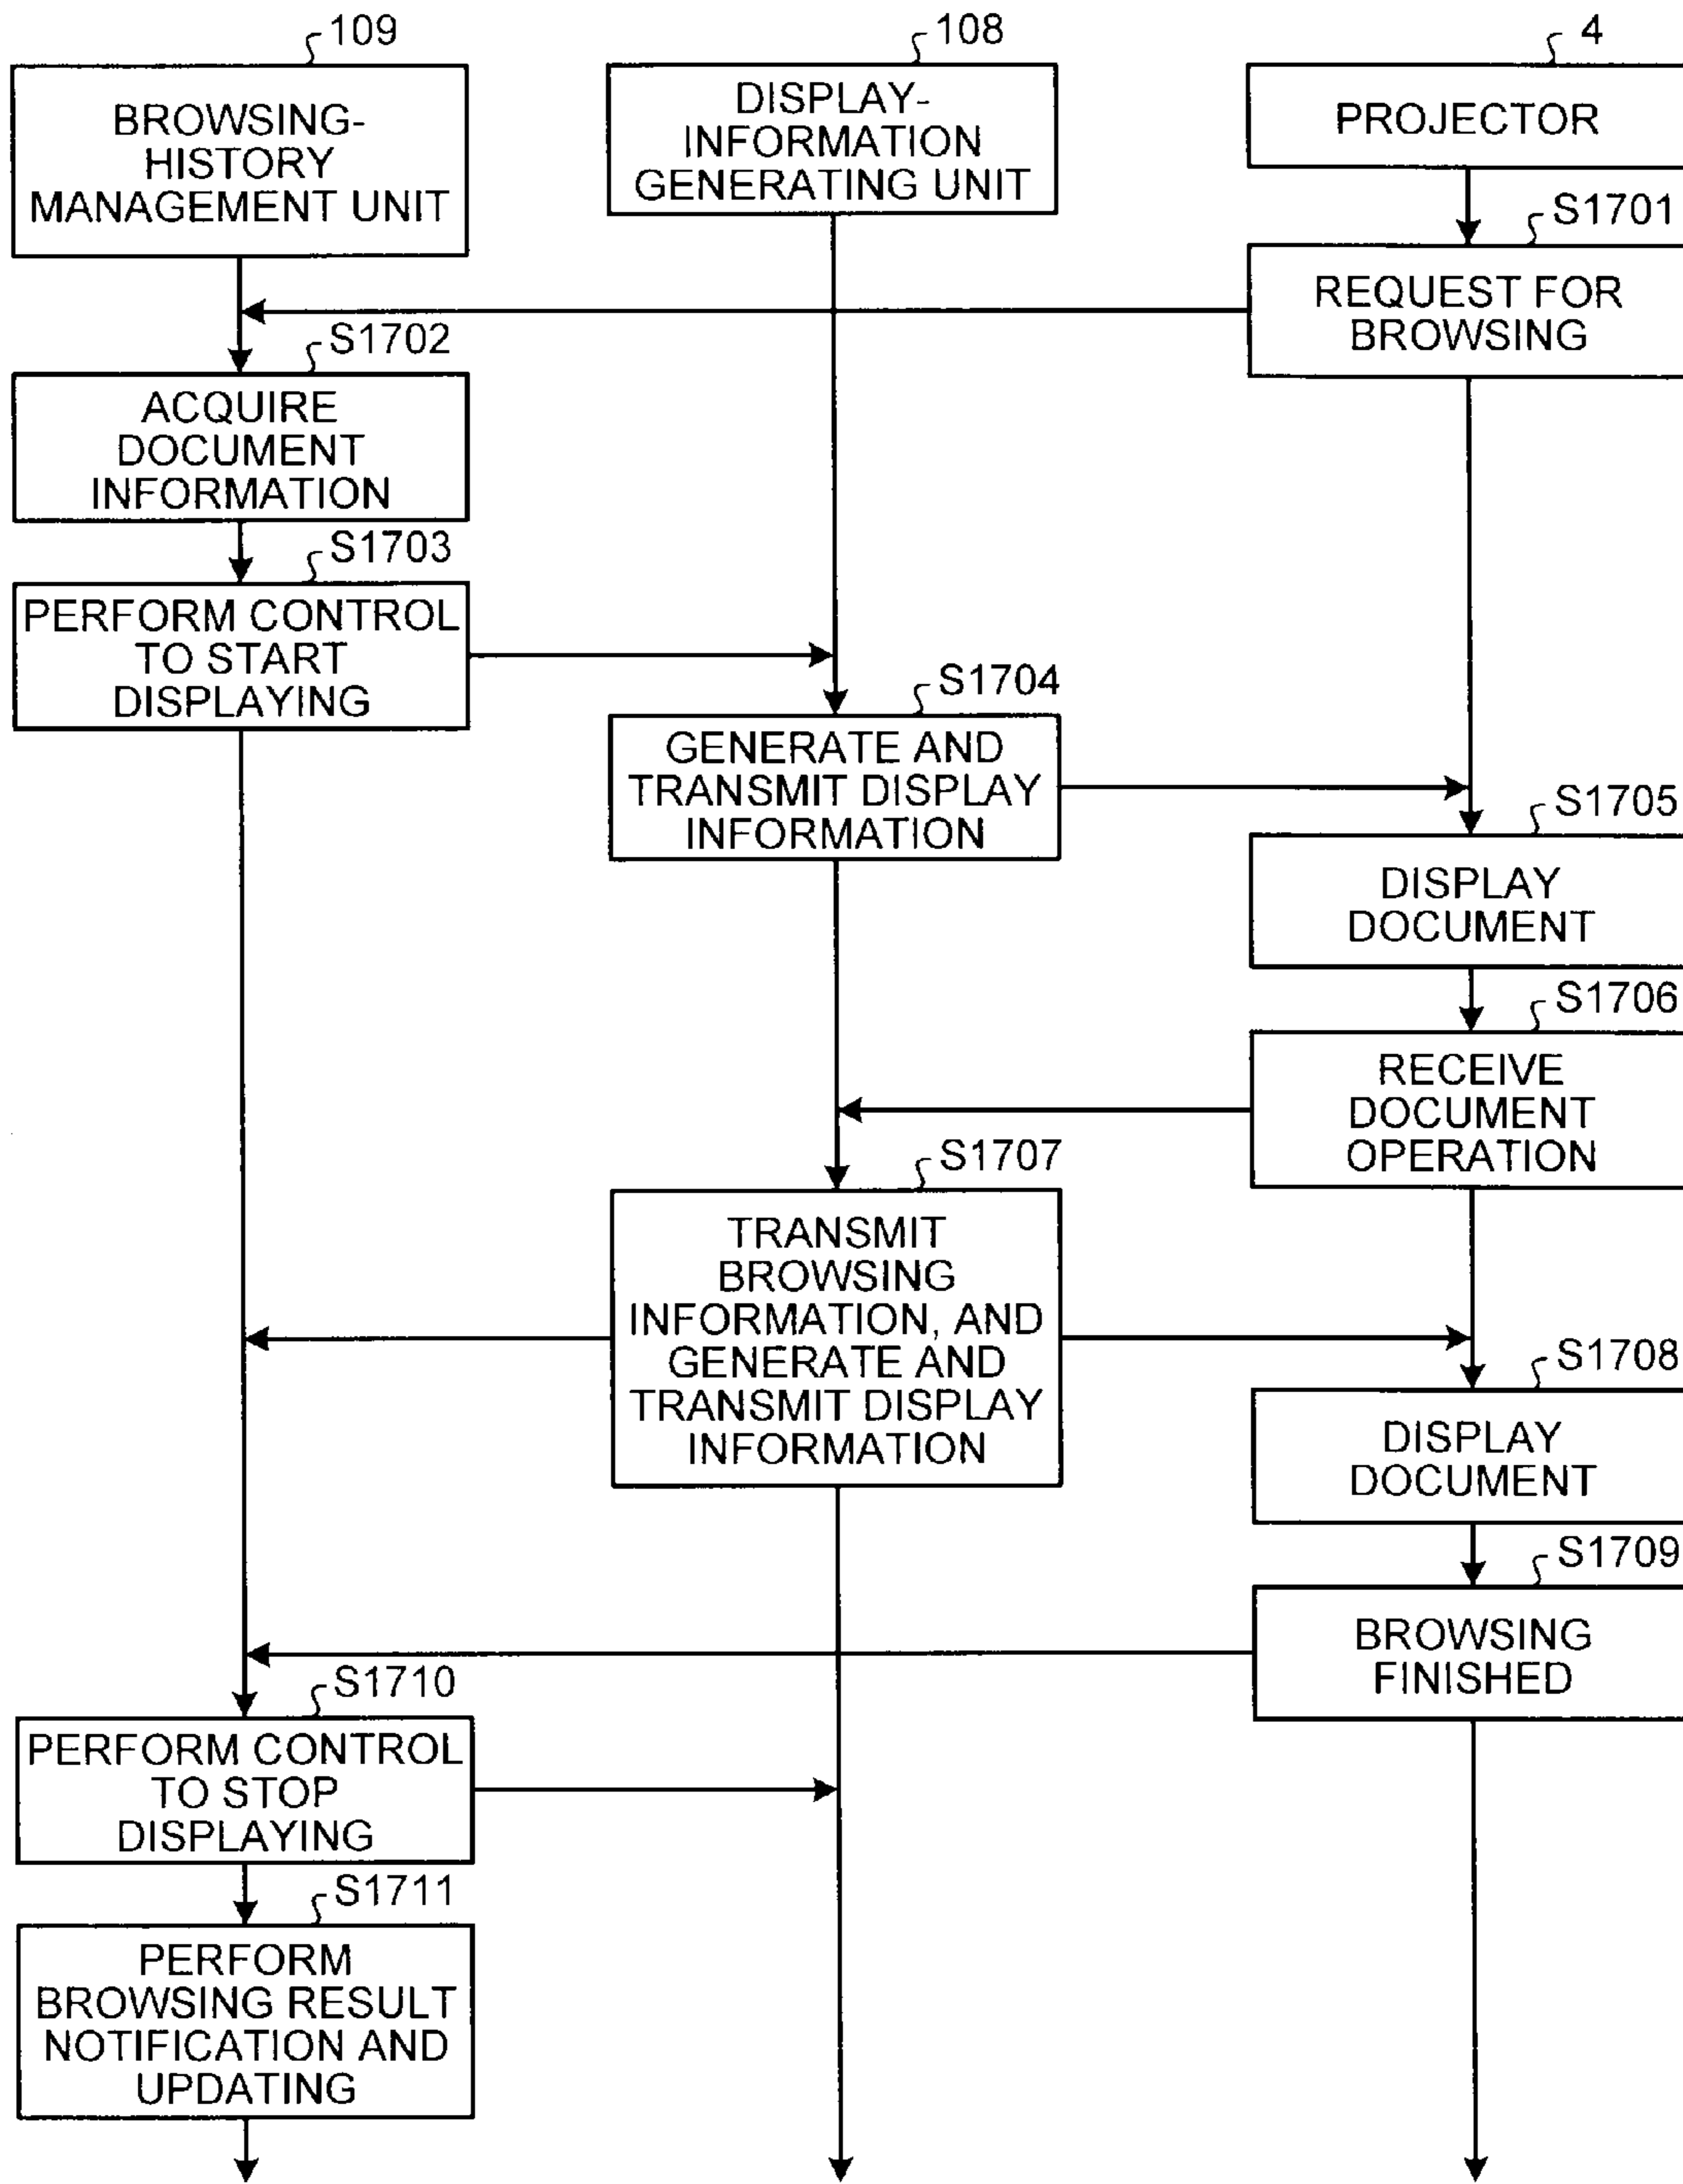 109
BROWSING-
HISTORY
MANAGEMENT UNIT
108
DISPLAY-
INFORMATION
GENERATING UNIT
4
PROJECTOR
S1701
REQUEST FOR
BROWSING
S1702
ACQUIRE
DOCUMENT
INFORMATION
S1703
PERFORM CONTROL
TO START
DISPLAYING
S1704
GENERATE AND
TRANSMIT DISPLAY
INFORMATION
S1705
DISPLAY
DOCUMENT
S1706
RECEIVE
DOCUMENT
OPERATION
S1707
TRANSMIT
BROWSING
INFORMATION, AND
GENERATE AND
TRANSMIT DISPLAY
INFORMATION
S1708
DISPLAY
DOCUMENT
S1709
BROWSING
FINISHED
S1710
PERFORM CONTROL
TO STOP
DISPLAYING
S1711
PERFORM
BROWSING RESULT
NOTIFICATION AND
UPDATING